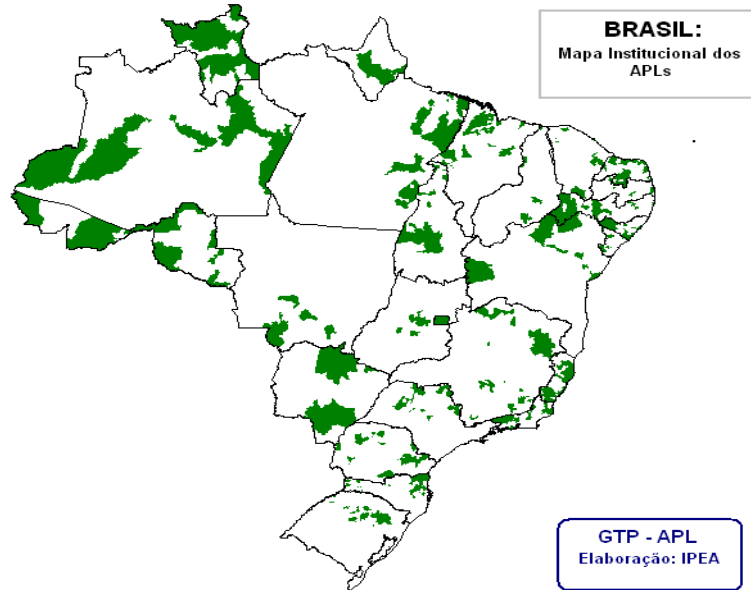 BRASIL:
Mapa Institucional dos
APLs
GTP - APL
Elaboração: IPEA